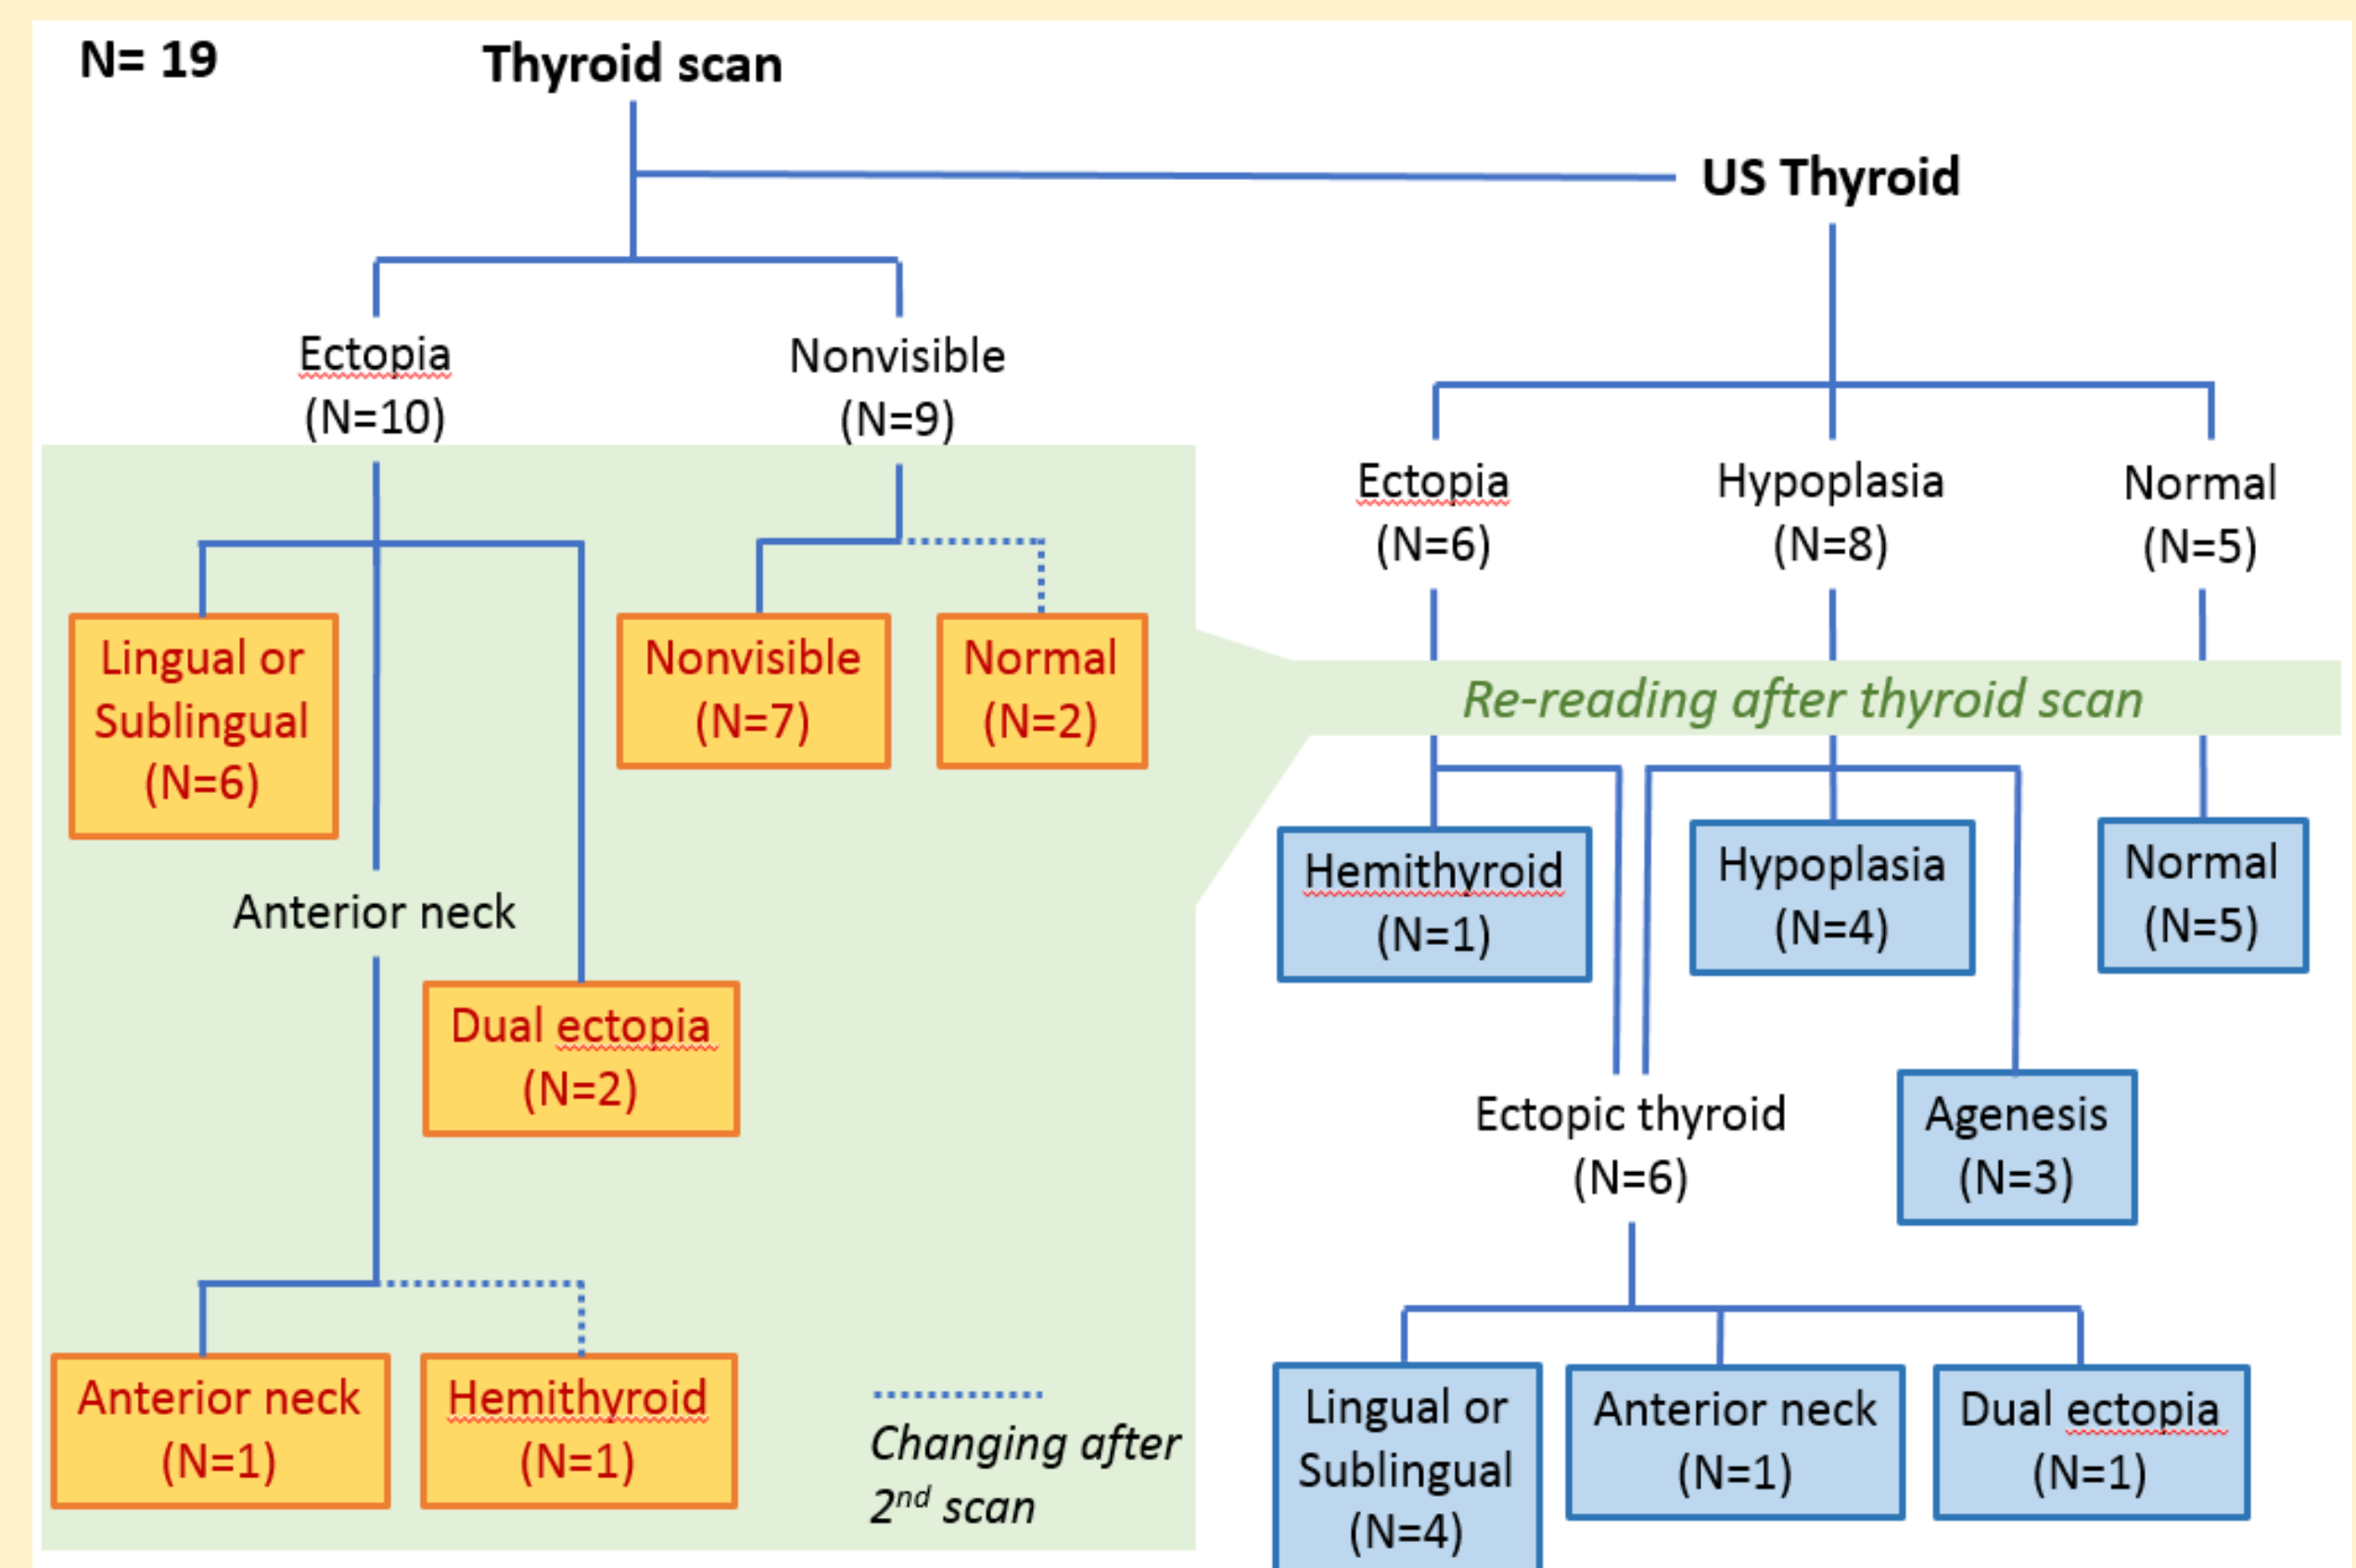 N= 19
Thyroid scan
US Thyroid
Ectopia
(N=10)
Nonvisible
(N=9)
Ectopia
(N=6)
Hypoplasia
(N=8)
Normal
(N=5)
Lingual or
Sublingual
(N=6)
Nonvisible
(N=7)
Normal
(N=2)
Re-reading after thyroid scan
Anterior neck
Dual ectopia
(N=2)
Hemithyroid
(N=1)
Hypoplasia
(N=4)
Normal
(N=5)
Ectopic thyroid
(N=6)
Agenesis
(N=3)
Anterior neck
(N=1)
Hemithyroid
(N=1)
Changing after
2nd scan
Lingual or
Sublingual
(N=4)
Anterior neck
(N=1)
Dual ectopia
(N=1)